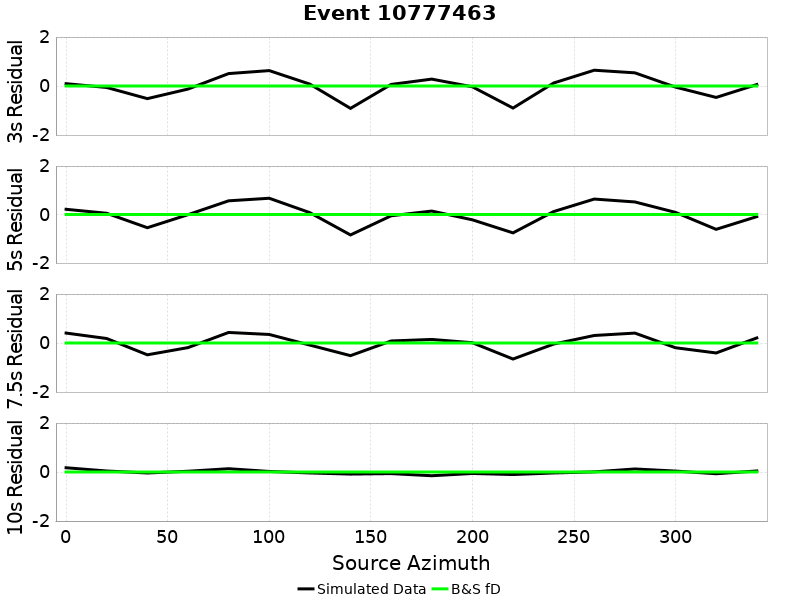 Event 10777463
3s Residual
2
0
-2
5s Residual
2
0
-2
7.5s Residual
2
0
-2
10s Residual
2
0
-2
0 50 100 150 200 250 300
Source Azimuth
Simulated Data B&S fD